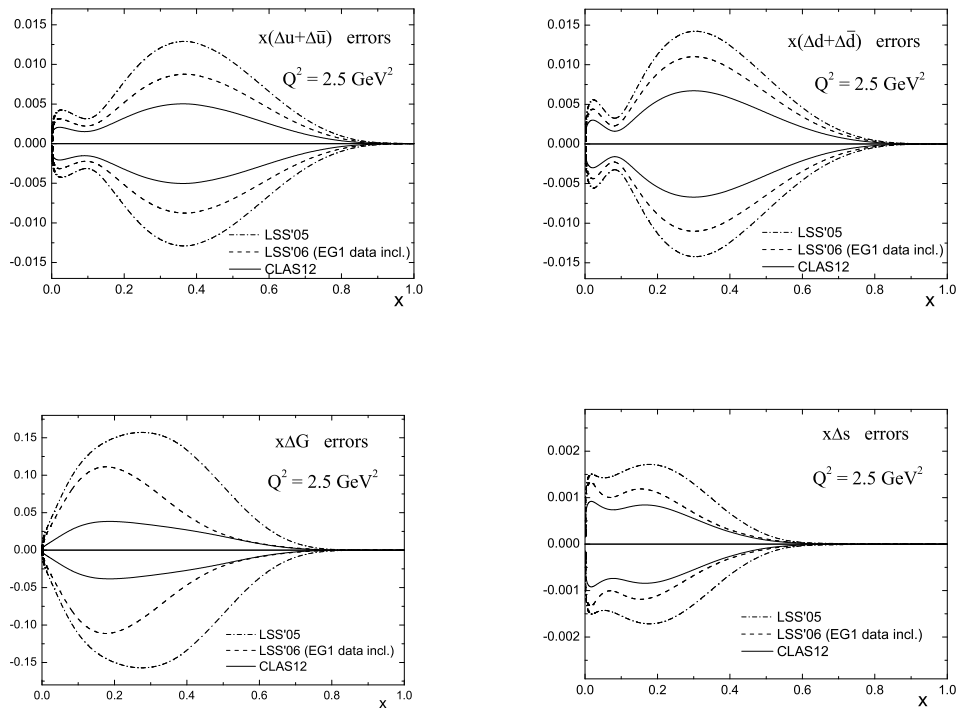 x(Δu+Δū) errors
Q² = 2.5 GeV²
0.015
0.010
0.005
0.000
-0.005
-0.010
-0.015
LSS'05
LSS'06 (EG1 data incl.)
CLAS12
0.0 0.2 0.4 0.6 0.8 1.0
x
x(Δd+Δd̄) errors
Q² = 2.5 GeV²
0.015
0.010
0.005
0.000
-0.005
-0.010
-0.015
LSS'05
LSS'06 (EG1 data incl.)
CLAS12
0.0 0.2 0.4 0.6 0.8 1.0
x
xΔG errors
Q² = 2.5 GeV²
0.15
0.10
0.05
0.00
-0.05
-0.10
-0.15
LSS'05
LSS'06 (EG1 data incl.)
CLAS12
0.0 0.2 0.4 0.6 0.8 1.0
x
xΔs errors
Q² = 2.5 GeV²
0.002
0.001
0.000
-0.001
-0.002
LSS'05
LSS'06 (EG1 data incl.)
CLAS12
0.0 0.2 0.4 0.6 0.8 1.0
x